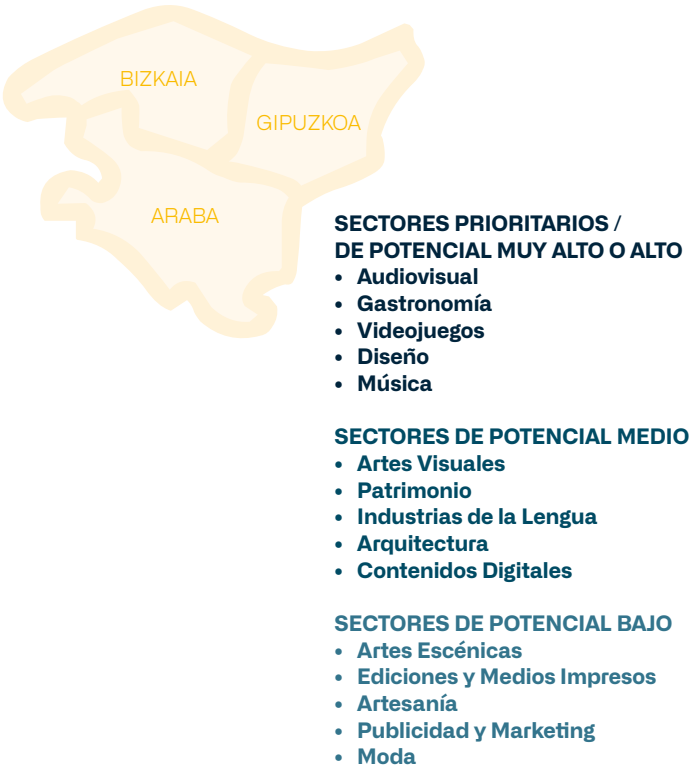 BIZKAIA
GIPUZKOA
ARABA
SECTORES PRIORITARIOS /
DE POTENCIAL MUY ALTO O ALTO
• Audiovisual
• Gastronomía
• Videojuegos
• Diseño
• Música
SECTORES DE POTENCIAL MEDIO
• Artes Visuales
• Patrimonio
• Industrias de la Lengua
• Arquitectura
• Contenidos Digitales
SECTORES DE POTENCIAL BAJO
• Artes Escénicas
• Ediciones y Medios Impresos
• Artesanía
• Publicidad y Marketing
• Moda